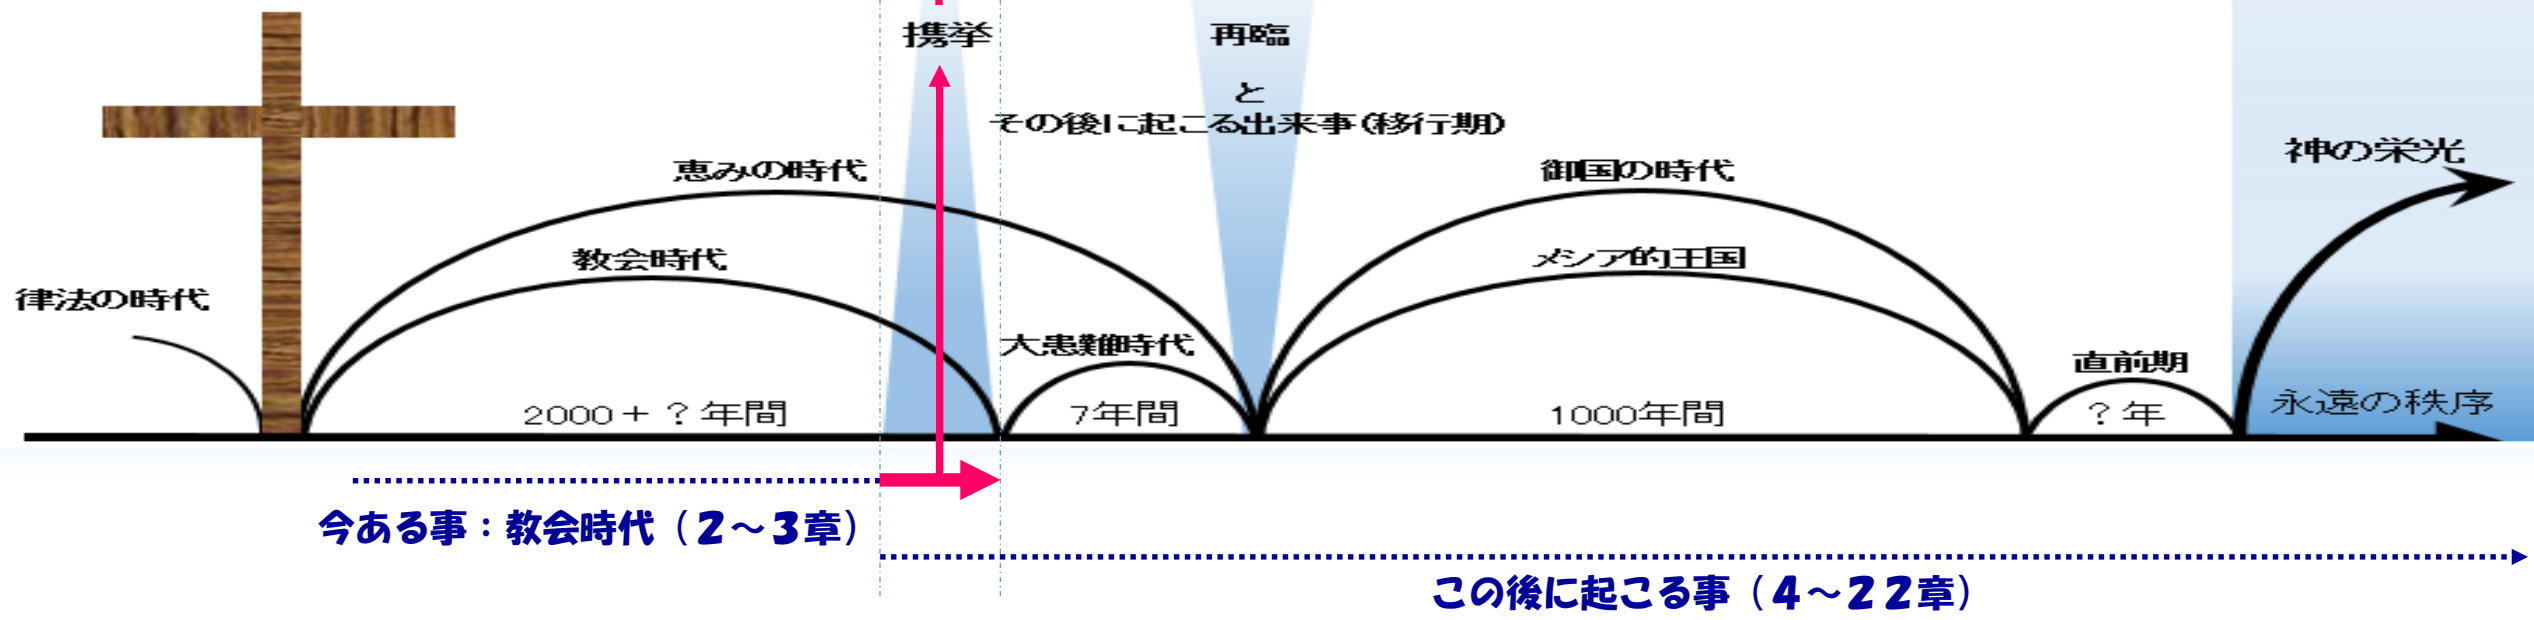 携挙
再臨
と
その後に起こる出来事(移行期)
恵みの時代
御国の時代
神の栄光
教会時代
メシア的王国
律法の時代
大患難時代
直前期
2000+？年間
7年間
1000年間
？年
永遠の秩序
今ある事：教会時代（2～3章）
この後に起こる事（4～22章）